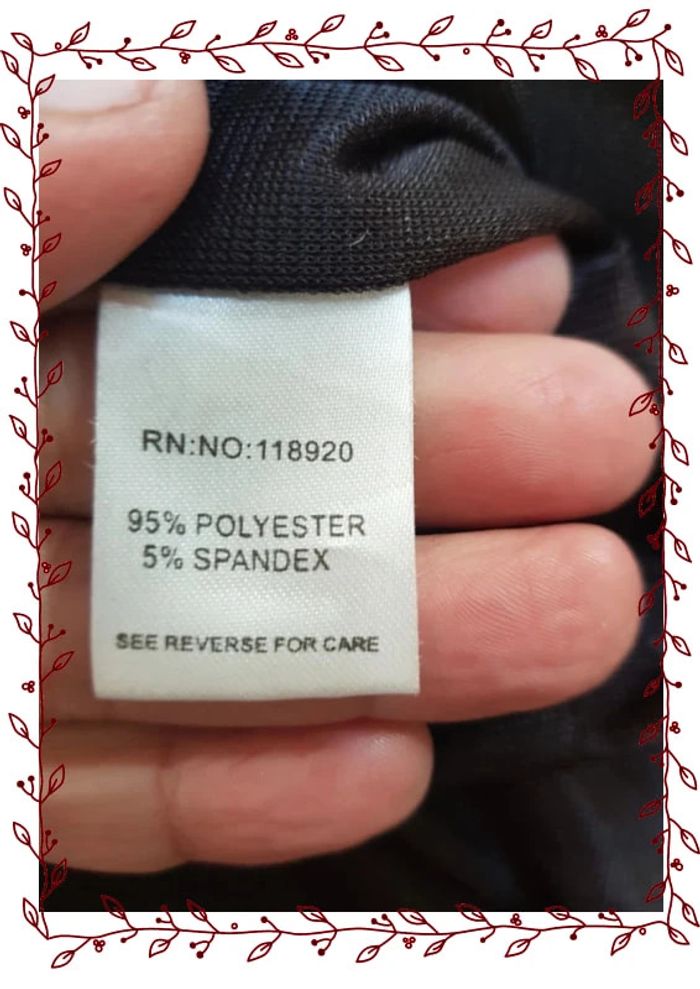 RN:NO:118920
95% POLYESTER
5% SPANDEX
SEE REVERSE FOR CARE